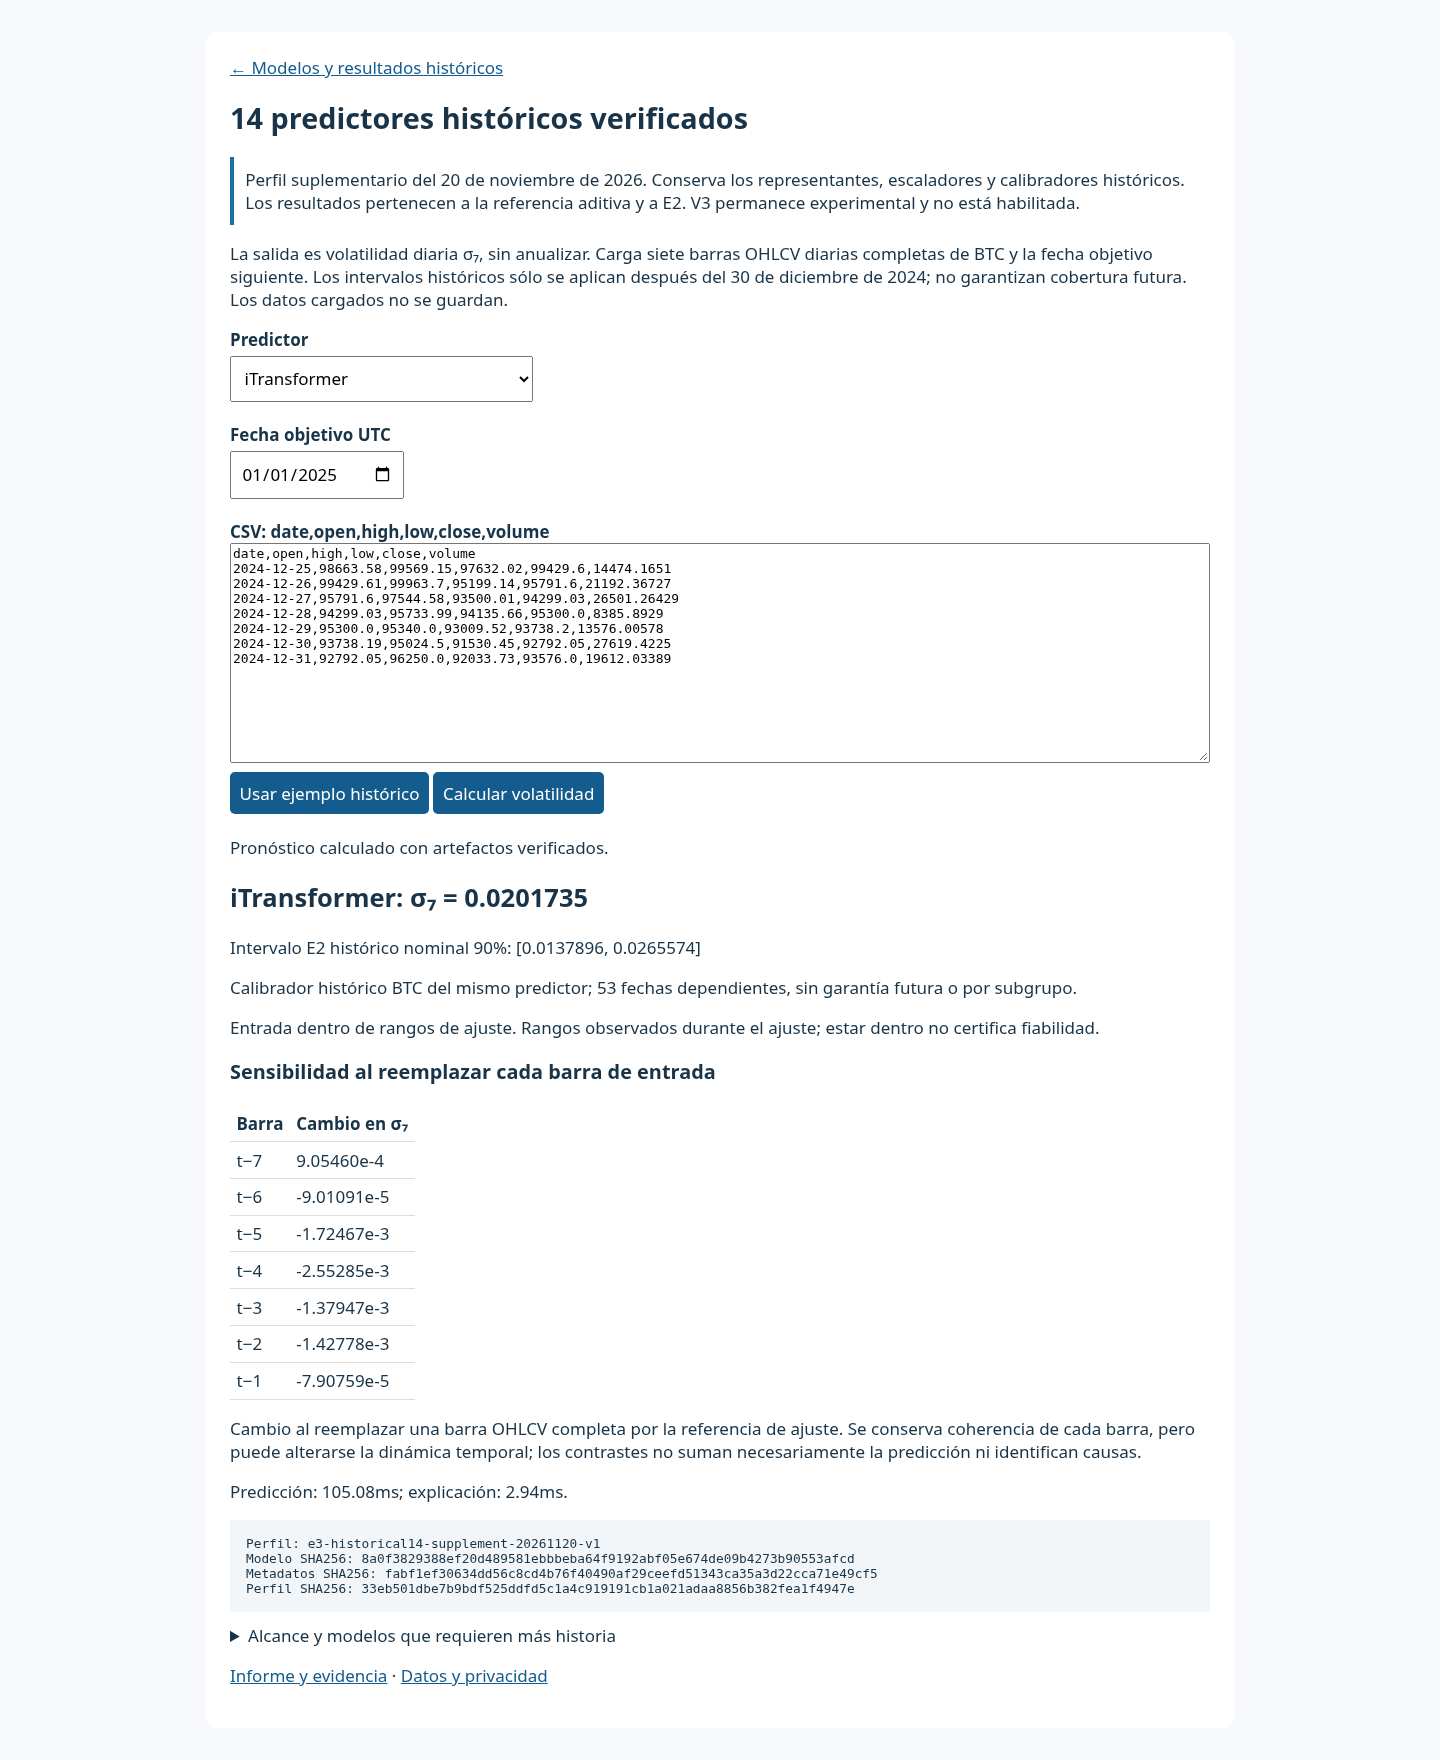 ← Modelos y resultados históricos
14 predictores históricos verificados
Perfil suplementario del 20 de noviembre de 2026. Conserva los representantes, escaladores y calibradores históricos.
Los resultados pertenecen a la referencia aditiva y a E2. V3 permanece experimental y no está habilitada.
La salida es volatilidad diaria σ₇, sin anualizar. Carga siete barras OHLCV diarias completas de BTC y la fecha objetivo
siguiente. Los intervalos históricos sólo se aplican después del 30 de diciembre de 2024; no garantizan cobertura futura.
Los datos cargados no se guardan.
Predictor
iTransformer
Fecha objetivo UTC
01/01/2025
CSV: date,open,high,low,close,volume
date,open,high,low,close,volume
2024-12-25,98663.58,99569.15,97632.02,99429.6,14474.1651
2024-12-26,99429.61,99963.7,95199.14,95791.6,21192.36727
2024-12-27,95791.6,97544.58,93500.01,94299.03,26501.26429
2024-12-28,94299.03,95733.99,94135.66,95300.0,8385.8929
2024-12-29,95300.0,95340.0,93009.52,93738.2,13576.00578
2024-12-30,93738.19,95024.5,91530.45,92792.05,27619.4225
2024-12-31,92792.05,96250.0,92033.73,93576.0,19612.03389
Usar ejemplo histórico Calcular volatilidad
Pronóstico calculado con artefactos verificados.
iTransformer: σ₇ = 0.0201735
Intervalo E2 histórico nominal 90%: [0.0137896, 0.0265574]
Calibrador histórico BTC del mismo predictor; 53 fechas dependientes, sin garantía futura o por subgrupo.
Entrada dentro de rangos de ajuste. Rangos observados durante el ajuste; estar dentro no certifica fiabilidad.
Sensibilidad al reemplazar cada barra de entrada
Barra Cambio en σ₇
t−7 9.05460e-4
t−6 -9.01091e-5
t−5 -1.72467e-3
t−4 -2.55285e-3
t−3 -1.37947e-3
t−2 -1.42778e-3
t−1 -7.90759e-5
Cambio al reemplazar una barra OHLCV completa por la referencia de ajuste. Se conserva coherencia de cada barra, pero
puede alterarse la dinámica temporal; los contrastes no suman necesariamente la predicción ni identifican causas.
Predicción: 105.08ms; explicación: 2.94ms.
Perfil: e3-historical14-supplement-20261120-v1
Modelo SHA256: 8a0f3829388ef20d489581ebbbeba64f9192abf05e674de09b4273b90553afcd
Metadatos SHA256: fabf1ef30634dd56c8cd4b76f40490af29ceefd51343ca35a3d22cca71e49cf5
Perfil SHA256: 33eb501dbe7b9bdf525ddfd5c1a4c919191cb1a021adaa8856b382fea1f4947e
▶ Alcance y modelos que requieren más historia
Informe y evidencia · Datos y privacidad